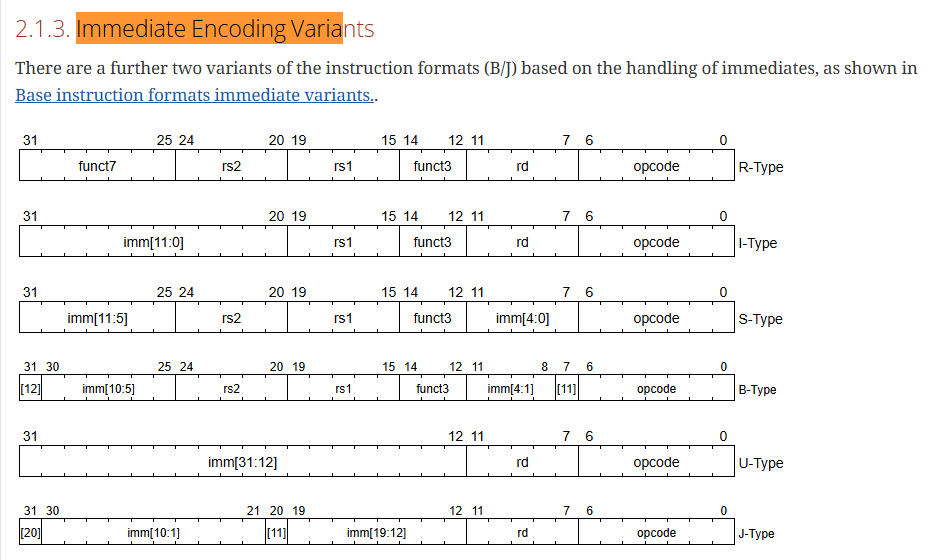 2.1.3. Immediate Encoding Variants
There are a further two variants of the instruction formats (B/J) based on the handling of immediates, as shown in
Base instruction formats immediate variants..
31 25 24 20 19 15 14 12 11 7 6 0
funct7 rs2 rs1 funct3 rd opcode R-Type
31 20 19 15 14 12 11 7 6 0
imm[11:0] rs1 funct3 rd opcode I-Type
31 25 24 20 19 15 14 12 11 7 6 0
imm[11:5] rs2 rs1 funct3 imm[4:0] opcode S-Type
31 30 25 24 20 19 15 14 12 11 8 7 6 0
[12] imm[10:5] rs2 rs1 funct3 imm[4:1] [11] opcode B-Type
31 12 11 7 6 0
imm[31:12] rd opcode U-Type
31 30 21 20 19 12 11 7 6 0
[20] imm[10:1] [11] imm[19:12] rd opcode J-Type